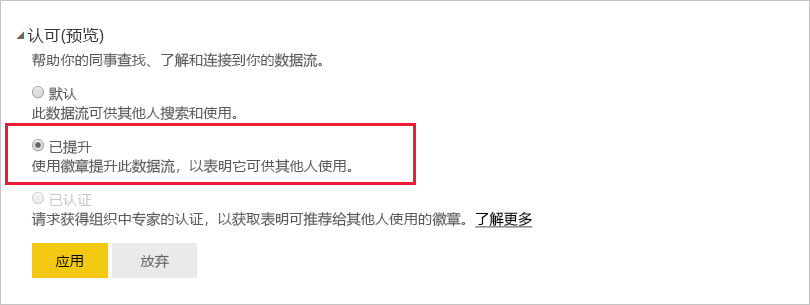 认可(预览)
帮助你的同事查找、了解和连接到你的数据流。
默认
此数据流可供其他人搜索和使用。
已提升
使用徽章提升此数据流，以表明它可供其他人使用。
已认证
请求获得组织中专家的认证，以获取表明可推荐给其他人使用的徽章。了解更多
应用 放弃